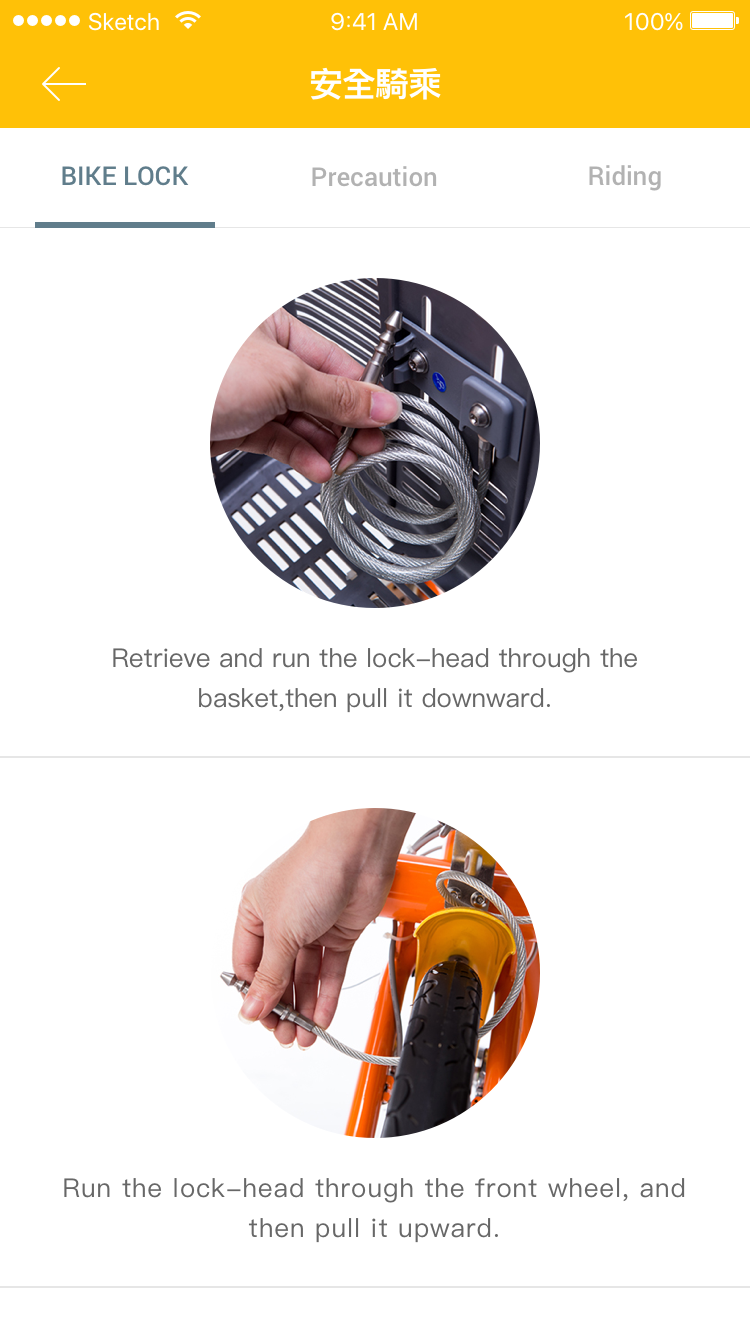 Sketch 9:41 AM 100%
安全騎乘
BIKE LOCK Precaution Riding
Retrieve and run the lock–head through the
basket,then pull it downward.
Run the lock–head through the front wheel, and
then pull it upward.